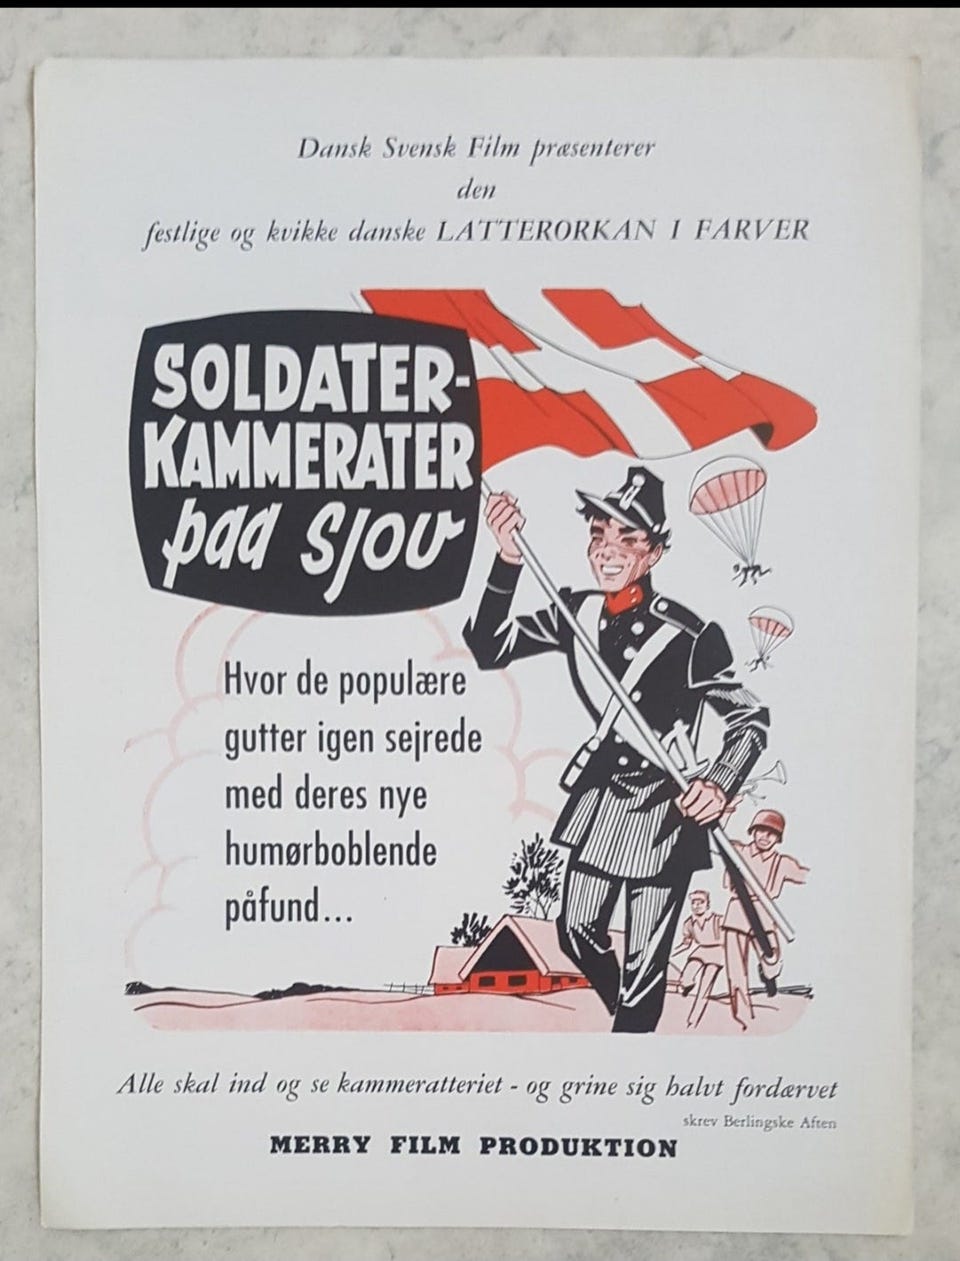 Dansk Svensk Film præsenterer
den
festlige og kvikke danske LATTERORKAN I FARVER
SOLDATER-
KAMMERATER
paa sjov
Hvor de populære
gutter igen sejrede
med deres nye
humørboblende
påfund...
Alle skal ind og se kammeratteriet - og grine sig halvt fordærvet
skrev Berlingske Aften
MERRY FILM PRODUKTION